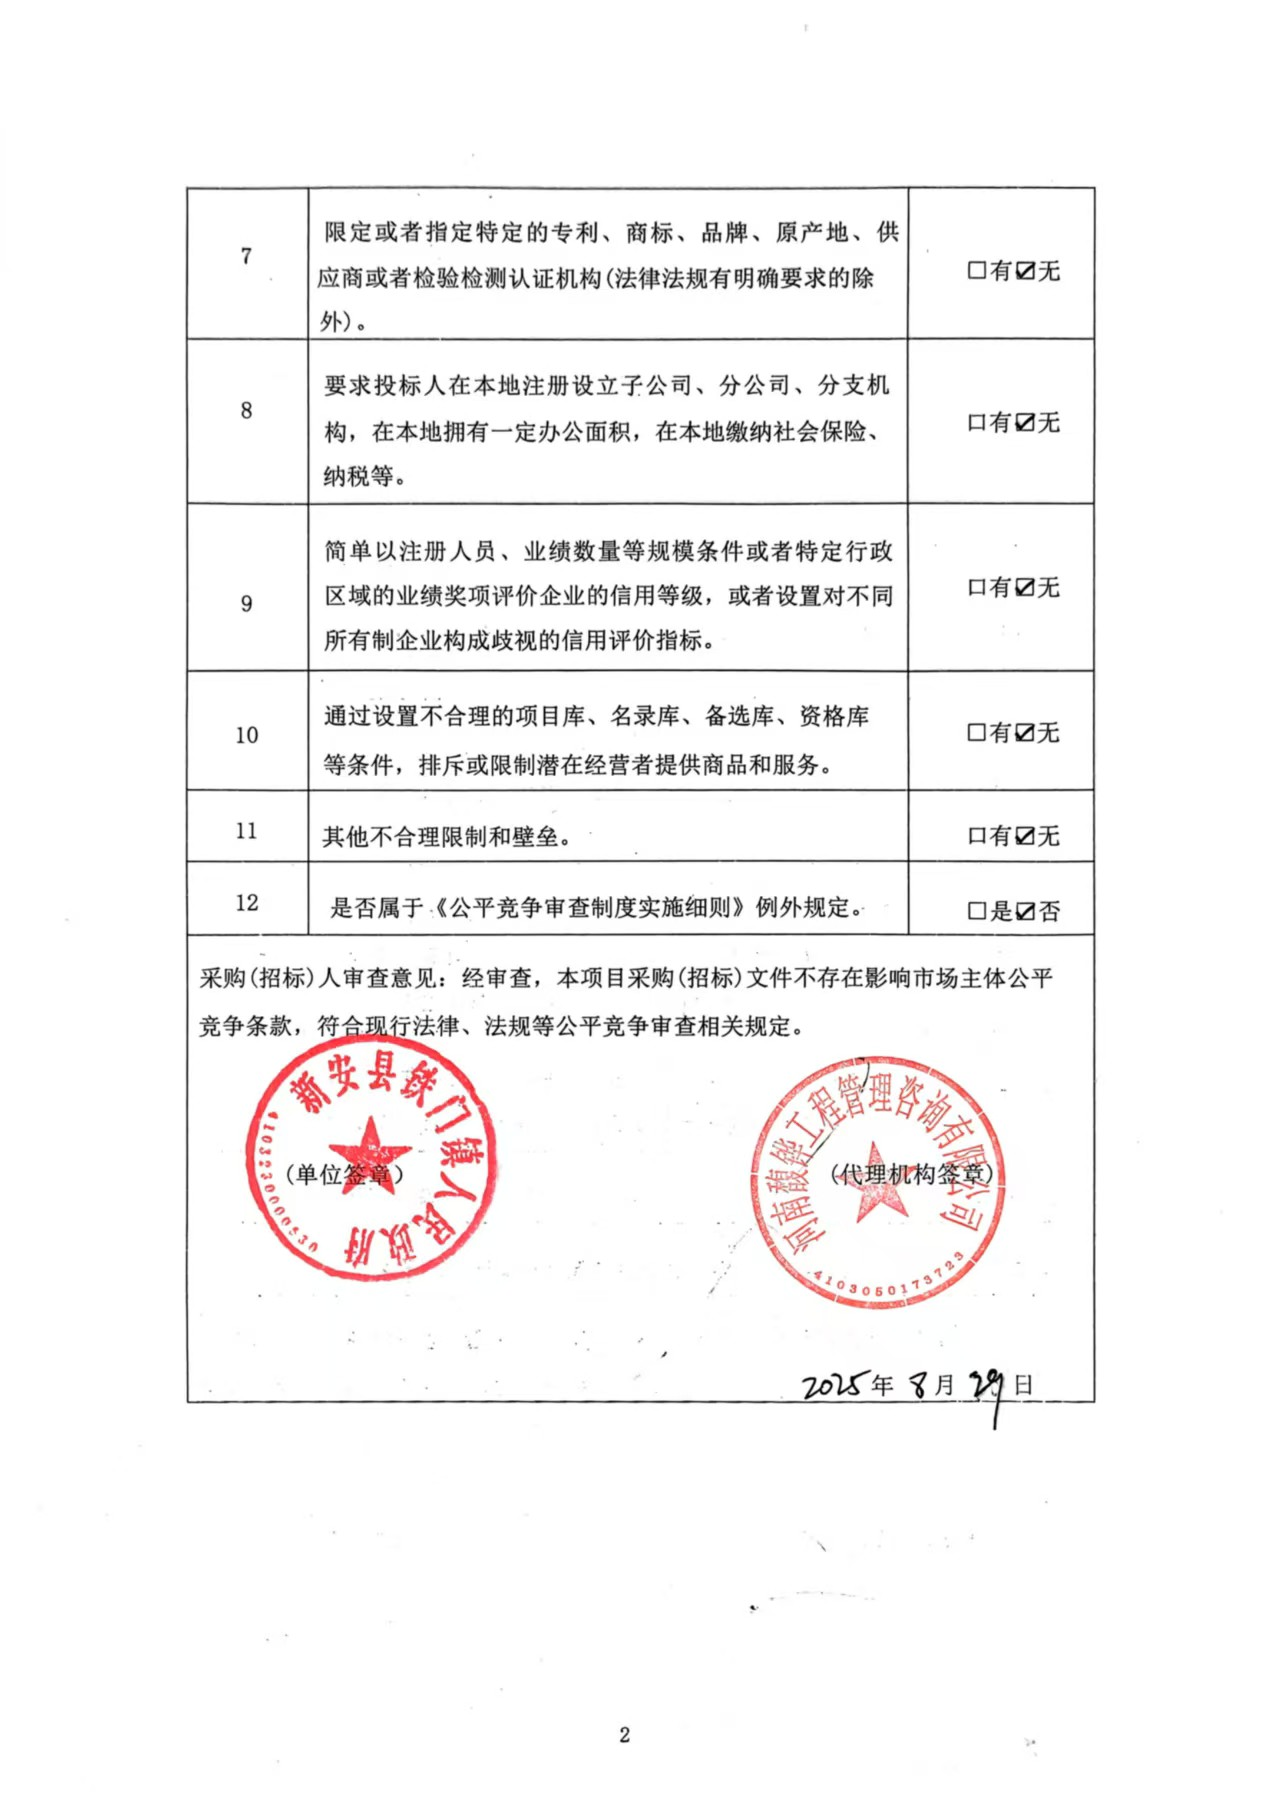 7
限定或者指定特定的专利、商标、品牌、原产地、供
应商或者检验检测认证机构(法律法规有明确要求的除
外)。
□有☑无
8
要求投标人在本地注册设立子公司、分公司、分支机
构，在本地拥有一定办公面积，在本地缴纳社会保险、
纳税等。
□有☑无
9
简单以注册人员、业绩数量等规模条件或者特定行政
区域的业绩奖项评价企业的信用等级，或者设置对不同
所有制企业构成歧视的信用评价指标。
□有☑无
10
通过设置不合理的项目库、名录库、备选库、资格库
等条件，排斥或限制潜在经营者提供商品和服务。
□有☑无
11
其他不合理限制和壁垒。
□有☑无
12
是否属于《公平竞争审查制度实施细则》例外规定。
□是☑否
采购(招标)人审查意见：经审查，本项目采购(招标)文件不存在影响市场主体公平
竞争条款，符合现行法律、法规等公平竞争审查相关规定。
新安县铁门镇人民政府
(单位签章)
4103230000530
河南馥铧工程管理咨询有限公司
(代理机构签章)
4103050173723
2025年8月29日
2